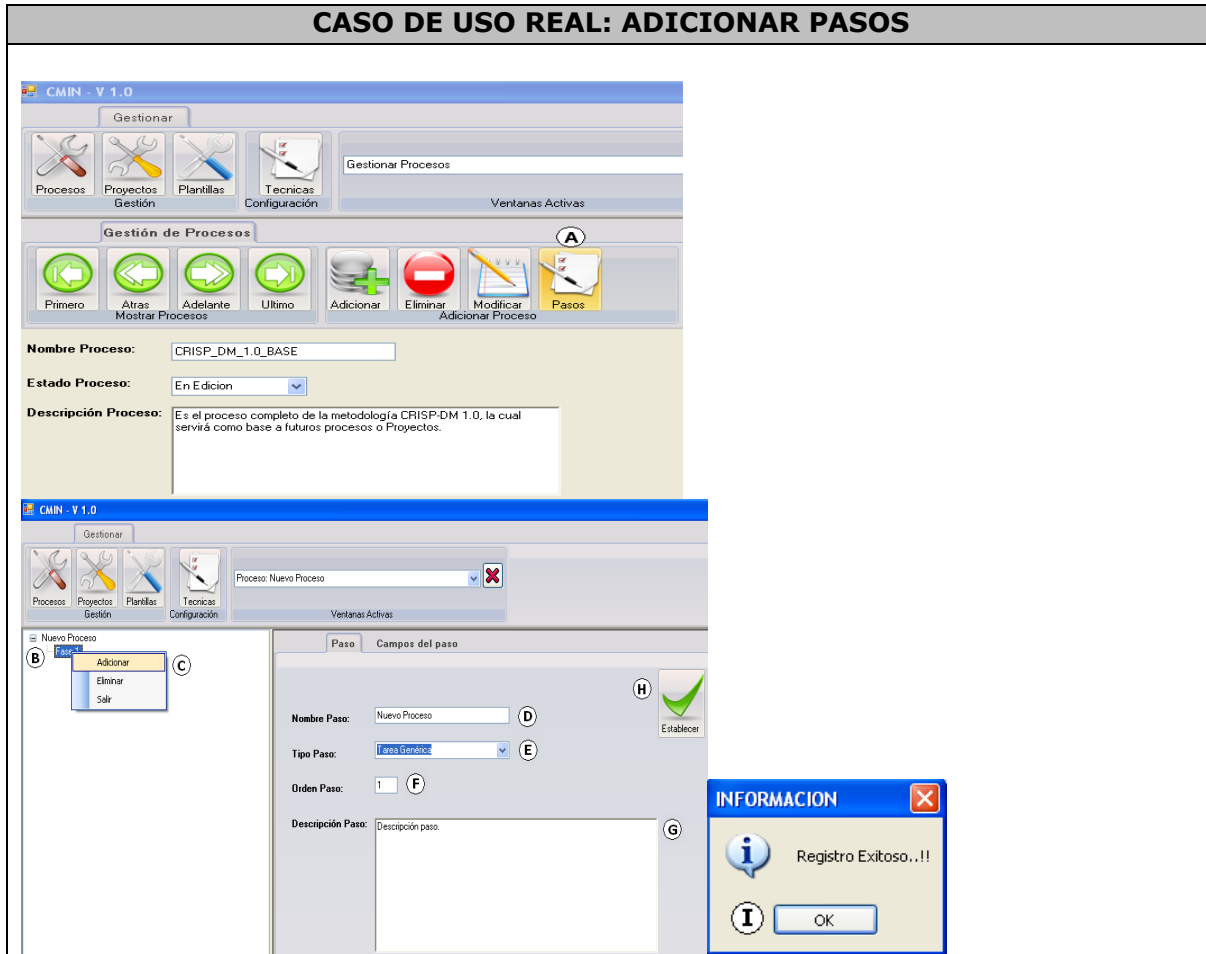 CASO DE USO REAL: ADICIONAR PASOS
CMIN - V 1.0
Gestionar
Procesos Proyectos Plantillas Tecnicas
Gestionar Procesos
Gestión Configuración Ventanas Activas
Gestión de Procesos
A
Primero Atras Adelante Ultimo Adicionar Eliminar Modificar Pasos
Mostrar Procesos Adicionar Proceso
Nombre Proceso: CRISP_DM_1.0_BASE
Estado Proceso: En Edicion
Descripción Proceso: Es el proceso completo de la metodología CRISP-DM 1.0, la cual
servirá como base a futuros procesos o Proyectos.
CMIN - V 1.0
Gestionar
Proceso: Nuevo Proceso
Procesos Proyectos Plantillas Tecnicas
Gestión Configuración Ventanas Activas
Nuevo Proceso
B Fase 1
Adicionar C
Eliminar
Salir
Paso Campos del paso
H
Establecer
Nombre Paso: Nuevo Proceso D
Tipo Paso: Tarea Genérica E
Orden Paso: 1 F
Descripción Paso: Descripción paso. G
INFORMACION
Registro Exitoso..!!
I OK